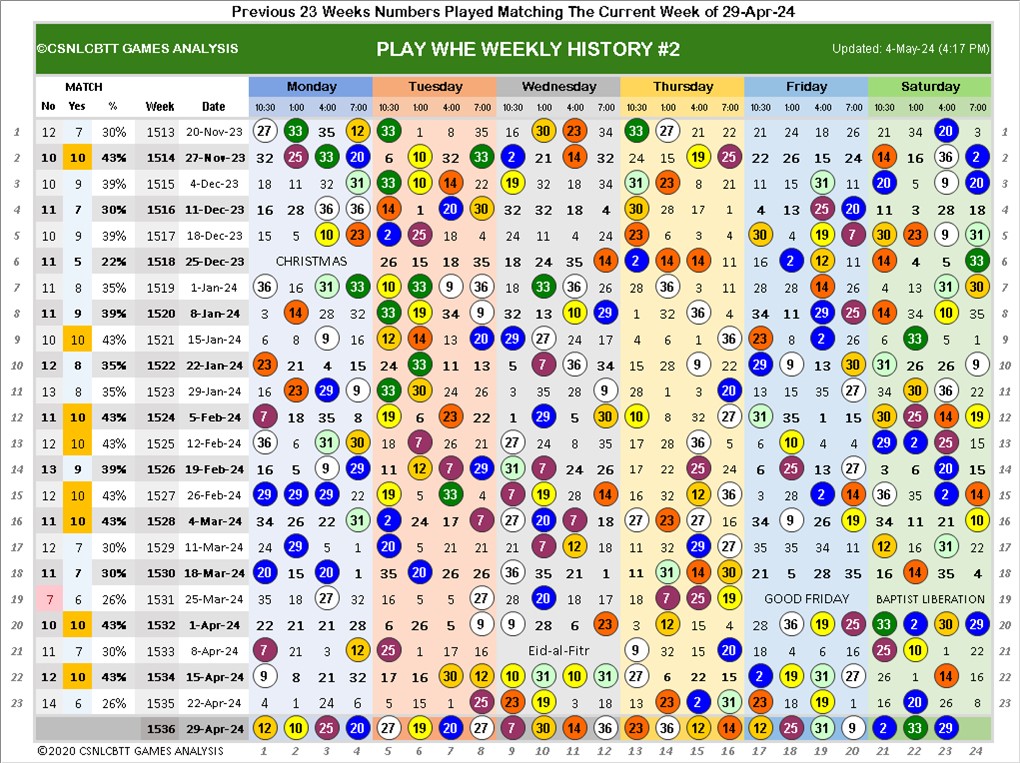 Previous 23 Weeks Numbers Played Matching The Current Week of 29-Apr-24
©CSNLCBTT GAMES ANALYSIS PLAY WHE WEEKLY HISTORY #2 Updated: 4-May-24 (4:17 PM)
MATCH Monday Tuesday Wednesday Thursday Friday Saturday
No Yes % Week Date 10:30 1:00 4:00 7:00 10:30 1:00 4:00 7:00 10:30 1:00 4:00 7:00 10:30 1:00 4:00 7:00 10:30 1:00 4:00 7:00 10:30 1:00 4:00 7:00
1 12 7 30% 1513 20-Nov-23 27 33 35 12 33 1 8 35 16 30 23 34 33 27 21 22 21 24 18 26 21 34 20 3 1
2 10 10 43% 1514 27-Nov-23 32 25 33 20 6 10 32 33 2 21 14 32 24 15 19 25 22 26 15 24 14 16 36 2 2
3 10 9 39% 1515 4-Dec-23 18 11 32 31 33 10 14 22 19 32 18 34 31 23 8 21 11 15 31 11 20 5 9 20 3
4 11 7 30% 1516 11-Dec-23 16 28 36 36 14 1 20 30 32 32 18 4 30 28 17 1 4 13 25 20 11 3 28 18 4
5 10 9 39% 1517 18-Dec-23 15 5 10 23 2 25 18 4 24 11 4 24 23 6 3 4 30 4 19 7 30 23 9 31 5
6 11 5 22% 1518 25-Dec-23 CHRISTMAS 26 15 18 35 18 24 35 14 2 14 14 11 16 2 12 11 14 4 5 33 6
7 11 8 35% 1519 1-Jan-24 36 16 31 33 10 33 9 36 18 33 36 26 28 36 3 11 28 28 14 26 4 13 31 30 7
8 11 9 39% 1520 8-Jan-24 3 14 28 32 33 19 34 9 32 13 10 29 1 32 36 4 34 11 29 25 14 34 10 35 8
9 10 10 43% 1521 15-Jan-24 6 8 9 16 12 14 13 20 29 27 24 17 4 6 1 36 23 8 2 26 6 33 5 1 9
10 12 8 35% 1522 22-Jan-24 23 21 4 15 24 33 11 13 5 7 36 34 15 28 9 22 29 9 13 30 31 26 26 9 10
11 13 8 35% 1523 29-Jan-24 16 23 29 9 33 30 24 26 3 35 28 9 28 1 3 20 13 15 35 27 34 30 36 22 11
12 11 10 43% 1524 5-Feb-24 7 18 35 8 19 6 23 22 1 29 5 30 10 8 32 27 31 35 1 15 30 25 14 19 12
13 12 10 43% 1525 12-Feb-24 36 6 31 30 18 7 26 21 27 24 8 35 17 28 36 5 6 10 4 4 29 2 25 15 13
14 13 9 39% 1526 19-Feb-24 16 5 9 29 11 12 7 29 31 7 24 26 17 22 25 24 6 25 13 27 3 6 20 15 14
15 12 10 43% 1527 26-Feb-24 29 29 29 22 19 5 33 4 7 19 28 14 16 32 12 36 3 28 2 14 36 35 2 14 15
16 11 10 43% 1528 4-Mar-24 34 26 22 31 2 24 17 7 27 20 7 18 27 14 27 16 34 9 26 19 34 11 21 10 16
17 12 7 30% 1529 11-Mar-24 24 29 5 1 20 5 21 21 21 7 12 18 11 32 29 27 35 35 34 11 12 16 31 22 17
18 11 7 30% 1530 18-Mar-24 20 15 20 1 35 20 26 26 36 35 21 1 11 31 14 30 21 5 28 35 16 14 35 4 18
19 7 6 26% 1531 25-Mar-24 35 18 27 3 16 5 5 27 28 20 18 17 18 7 25 19 GOOD FRIDAY BAPTIST LIBERATION 19
20 10 10 43% 1532 1-Apr-24 22 21 21 28 6 26 5 9 9 28 6 23 3 12 15 4 28 36 19 25 33 2 30 29 20
21 11 7 30% 1533 8-Apr-24 7 21 3 12 25 1 17 16 Eid-al-Fitr 9 32 15 20 18 4 6 16 25 10 1 22 21
22 12 10 43% 1534 15-Apr-24 9 8 21 32 17 16 30 12 10 31 10 31 27 6 22 15 2 19 31 27 26 1 14 16 22
23 14 6 26% 1535 22-Apr-24 4 1 24 6 5 15 1 25 23 19 3 18 13 23 2 31 23 18 19 1 16 20 26 8 23
1536 29-Apr-24 12 10 25 20 27 19 20 27 7 30 14 36 23 36 12 31 12 25 31 9 2 33 29
©2020 CSNLCBTT GAMES ANALYSIS 1 2 3 4 5 6 7 8 9 10 11 12 13 14 15 16 17 18 19 20 21 22 23 24